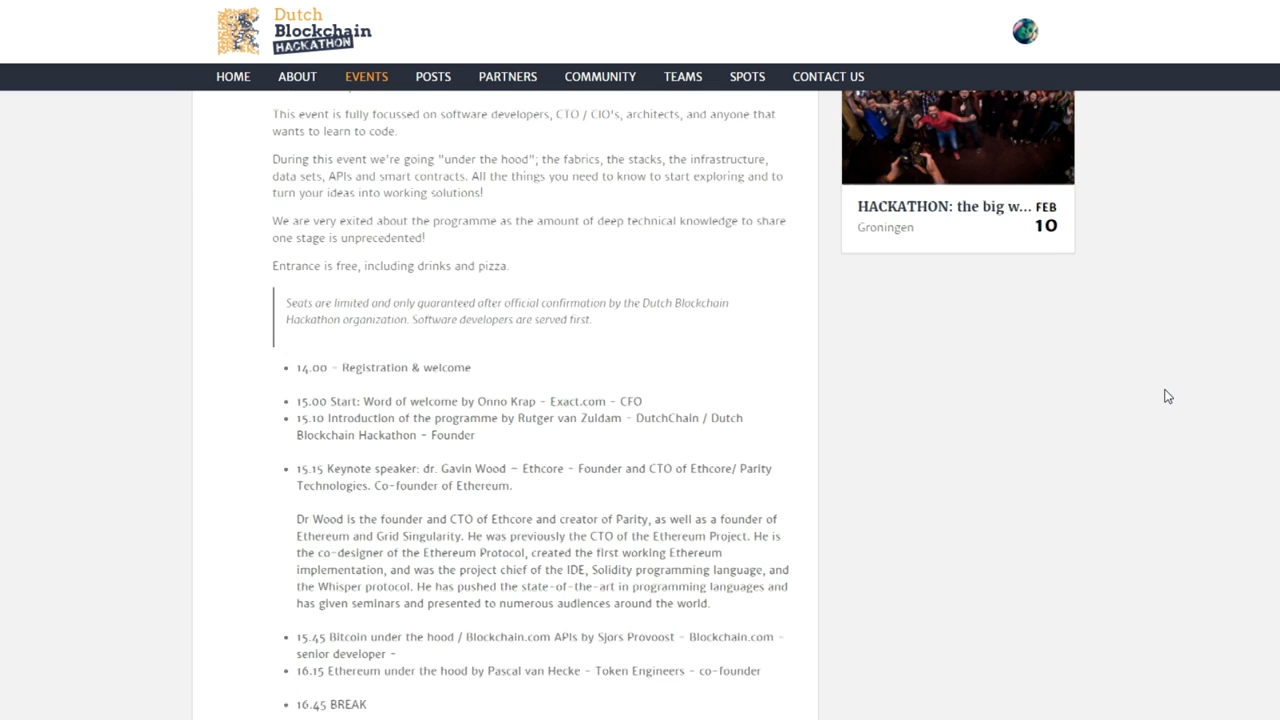 Dutch
Blockchain
HACKATHON
HOME ABOUT EVENTS POSTS PARTNERS COMMUNITY TEAMS SPOTS CONTACT US
This event is fully focussed on software developers, CTO / CIO's, architects, and anyone that
wants to learn to code.
During this event we're going "under the hood"; the fabrics, the stacks, the infrastructure,
data sets, APIs and smart contracts. All the things you need to know to start exploring and to
turn your ideas into working solutions!
We are very exited about the programme as the amount of deep technical knowledge to share
one stage is unprecedented!
Entrance is free, including drinks and pizza.
Seats are limited and only guaranteed after official confirmation by the Dutch Blockchain
Hackathon organization. Software developers are served first.
14.00 - Registration & welcome
15.00 Start: Word of welcome by Onno Krap - Exact.com - CFO
15.10 Introduction of the programme by Rutger van Zuidam - DutchChain / Dutch
Blockchain Hackathon - Founder
15.15 Keynote speaker: dr. Gavin Wood – Ethcore - Founder and CTO of Ethcore/ Parity
Technologies. Co-founder of Ethereum.
Dr Wood is the founder and CTO of Ethcore and creator of Parity, as well as a founder of
Ethereum and Grid Singularity. He was previously the CTO of the Ethereum Project. He is
the co-designer of the Ethereum Protocol, created the first working Ethereum
implementation, and was the project chief of the IDE, Solidity programming language, and
the Whisper protocol. He has pushed the state-of-the-art in programming languages and
has given seminars and presented to numerous audiences around the world.
15.45 Bitcoin under the hood / Blockchain.com APIs by Sjors Provoost - Blockchain.com -
senior developer -
16.15 Ethereum under the hood by Pascal van Hecke - Token Engineers - co-founder
16.45 BREAK
HACKATHON: the big w... FEB
Groningen 10